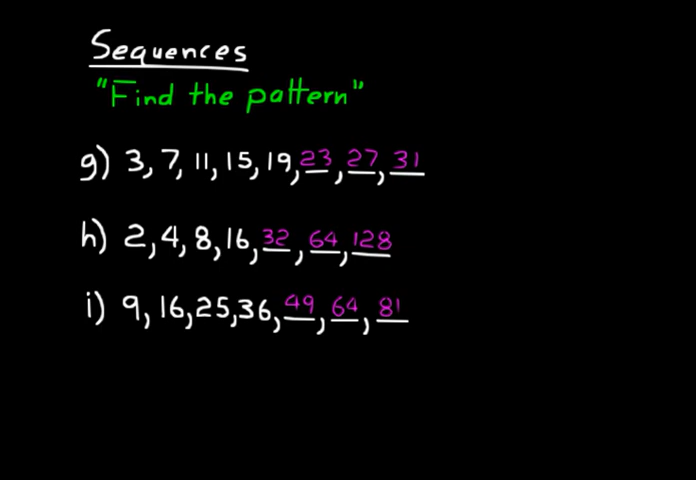 Sequences
"Find the pattern"
g) 3, 7, 11, 15, 19, 23, 27, 31
h) 2, 4, 8, 16, 32, 64, 128
i) 9, 16, 25, 36, 49, 64, 81